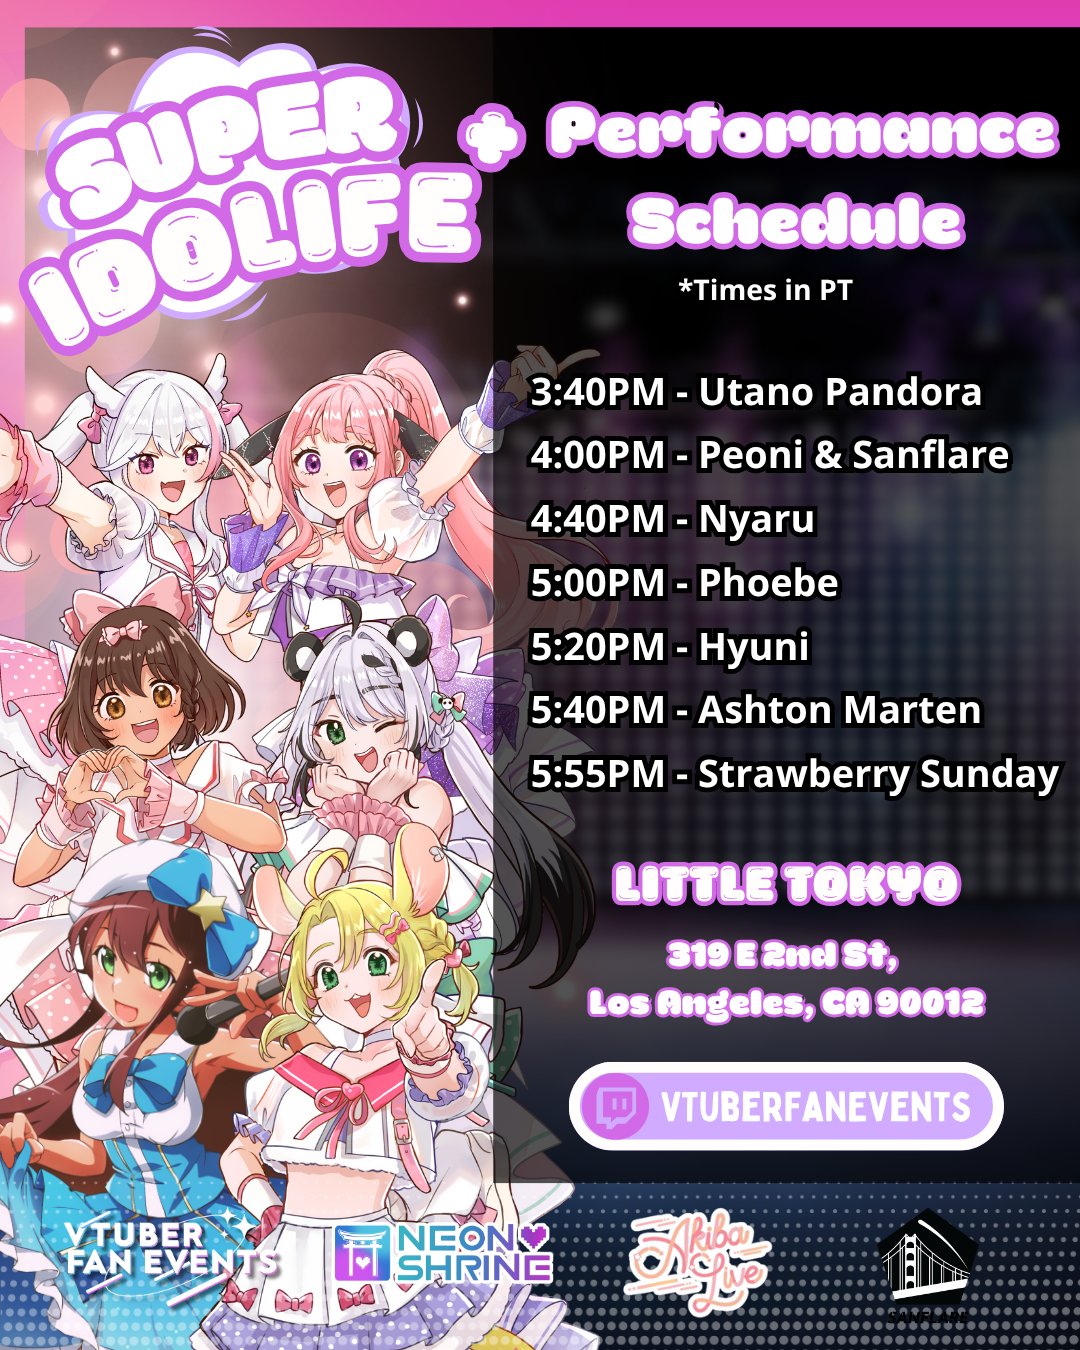 SUPER
IDOLIFE
+ Performance
Schedule
*Times in PT
3:40PM - Utano Pandora
4:00PM - Peoni & Sanflare
4:40PM - Nyaru
5:00PM - Phoebe
5:20PM - Hyuni
5:40PM - Ashton Marten
5:55PM - Strawberry Sunday
LITTLE TOKYO
319 E 2nd St,
Los Angeles, CA 90012
VTUBERFANEVENTS
VTUBER
FAN EVENTS
NEON
SHRINE
Akiba
Live
SANFLARE